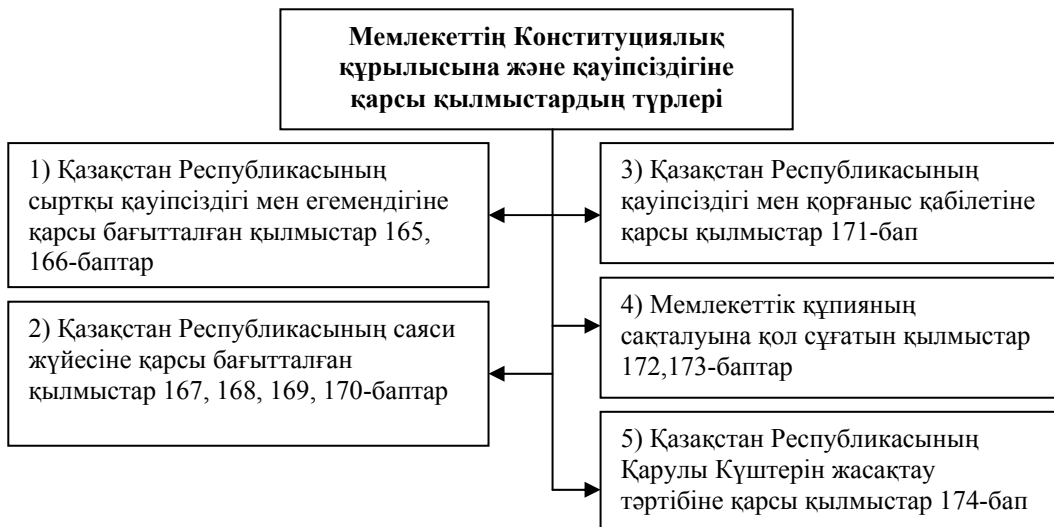 Мемлекеттің Конституциялық
құрылысына және қауіпсіздігіне
қарсы қылмыстардың түрлері
1) Қазақстан Республикасының
сыртқы қауіпсіздігі мен егемендігіне
қарсы бағытталған қылмыстар 165,
166-баптар
2) Қазақстан Республикасының саяси
жүйесіне қарсы бағытталған
қылмыстар 167, 168, 169, 170-баптар
3) Қазақстан Республикасының
қауіпсіздігі мен қорғаныс қабілетіне
қарсы қылмыстар 171-бап
4) Мемлекеттік құпияның
сақталуына қол сұғатын қылмыстар
172,173-баптар
5) Қазақстан Республикасының
Қарулы Күштерін жасақтау
тәртібіне қарсы қылмыстар 174-бап